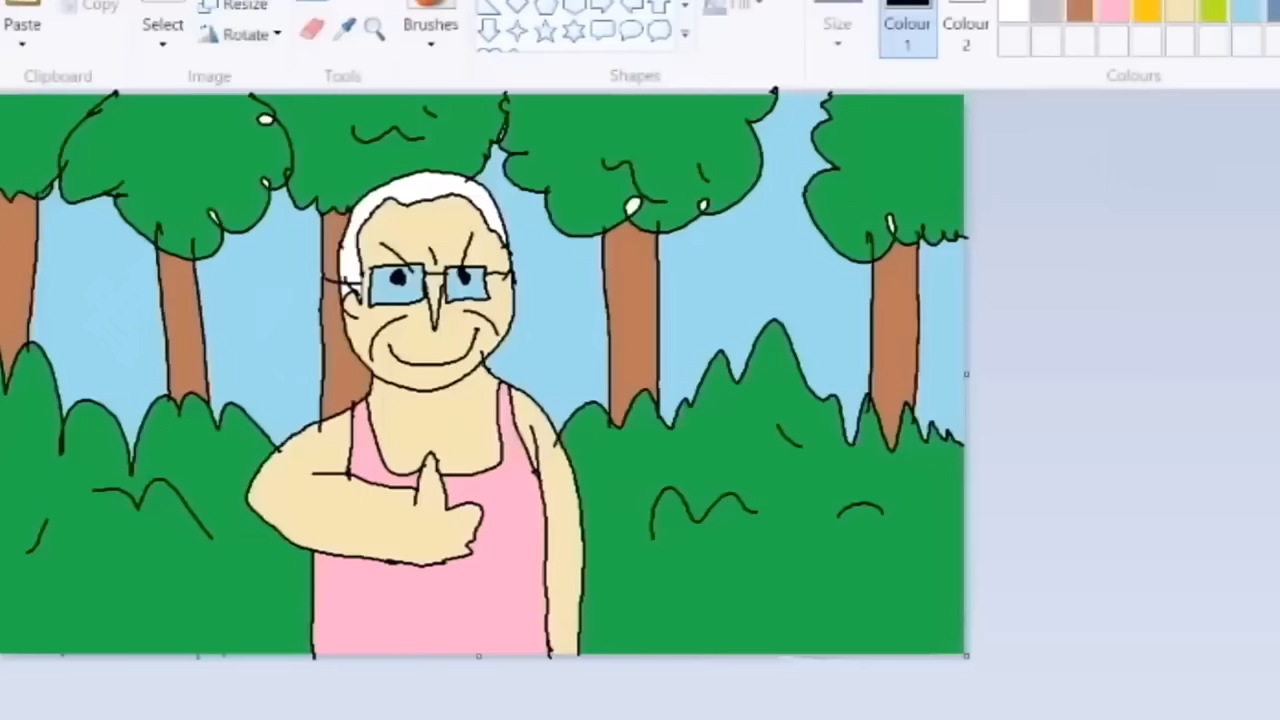 Paste
Copy
Select
Resize
Rotate
Brushes
Fill
Size
Colour
1
Colour
2
Clipboard
Image
Tools
Shapes
Colours